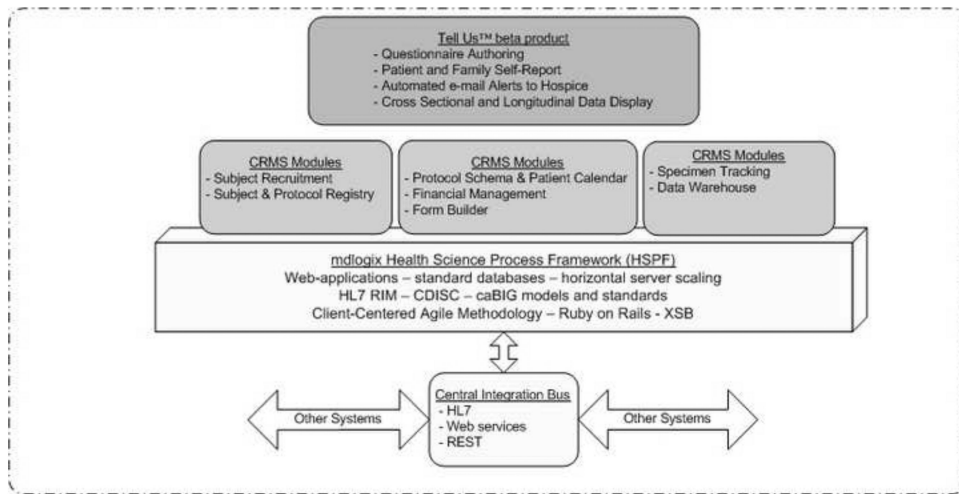 Tell Us™ beta product
- Questionnaire Authoring
- Patient and Family Self-Report
- Automated e-mail Alerts to Hospice
- Cross Sectional and Longitudinal Data Display
CRMS Modules
- Subject Recruitment
- Subject & Protocol Registry
CRMS Modules
- Protocol Schema & Patient Calendar
- Financial Management
- Form Builder
CRMS Modules
- Specimen Tracking
- Data Warehouse
mdlogix Health Science Process Framework (HSPF)
Web-applications – standard databases – horizontal server scaling
HL7 RIM – CDISC – caBIG models and standards
Client-Centered Agile Methodology – Ruby on Rails - XSB
Central Integration Bus
- HL7
- Web services
- REST
Other Systems
Other Systems